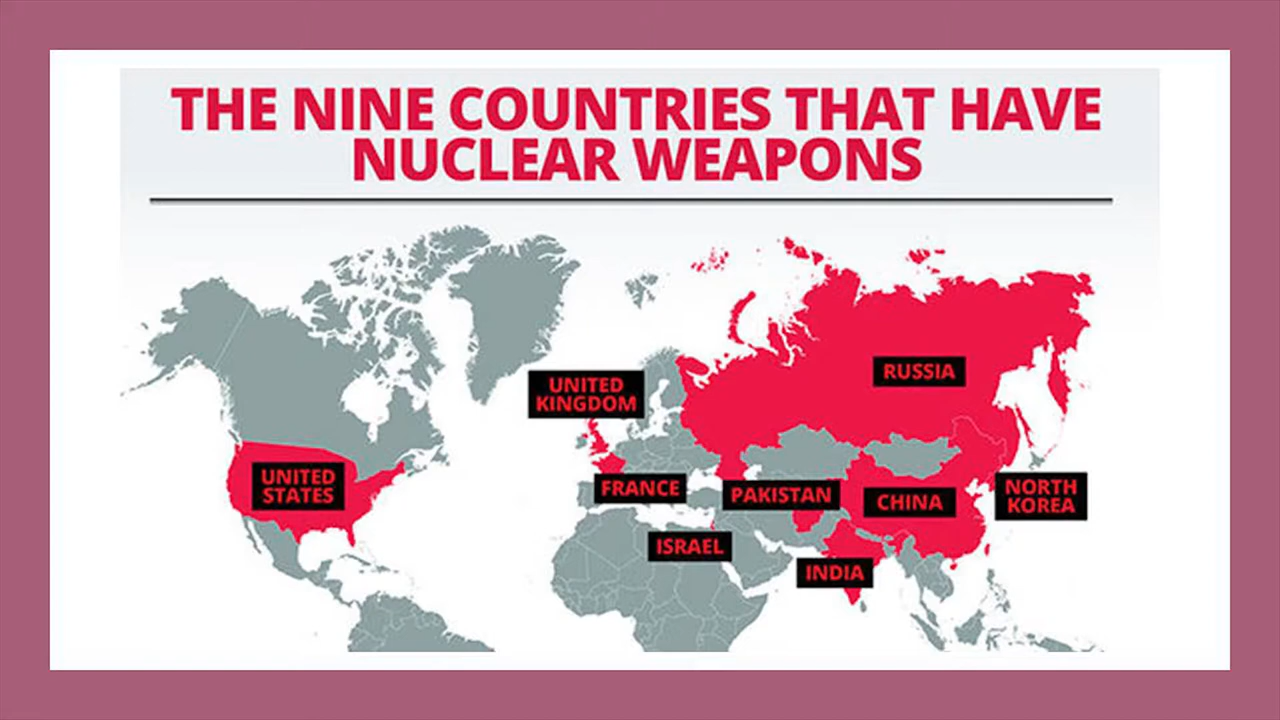 THE NINE COUNTRIES THAT HAVE
NUCLEAR WEAPONS
RUSSIA
UNITED
KINGDOM
UNITED
STATES
FRANCE
PAKISTAN
CHINA
NORTH
KOREA
ISRAEL
INDIA